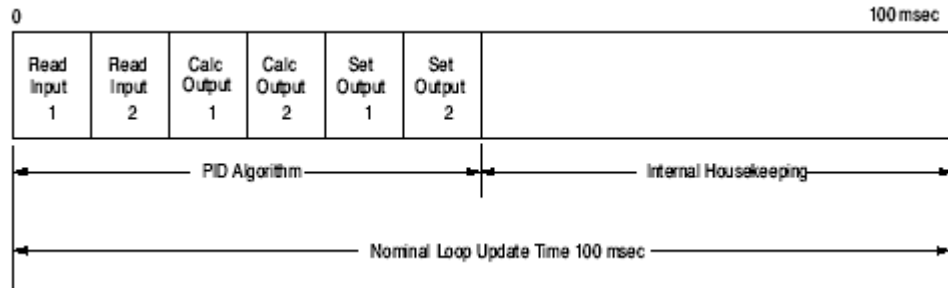 0
100 msec
Read Input 1
Read Input 2
Calc Output 1
Calc Output 2
Set Output 1
Set Output 2
PID Algorithm
Internal Housekeeping
Nominal Loop Update Time 100 msec